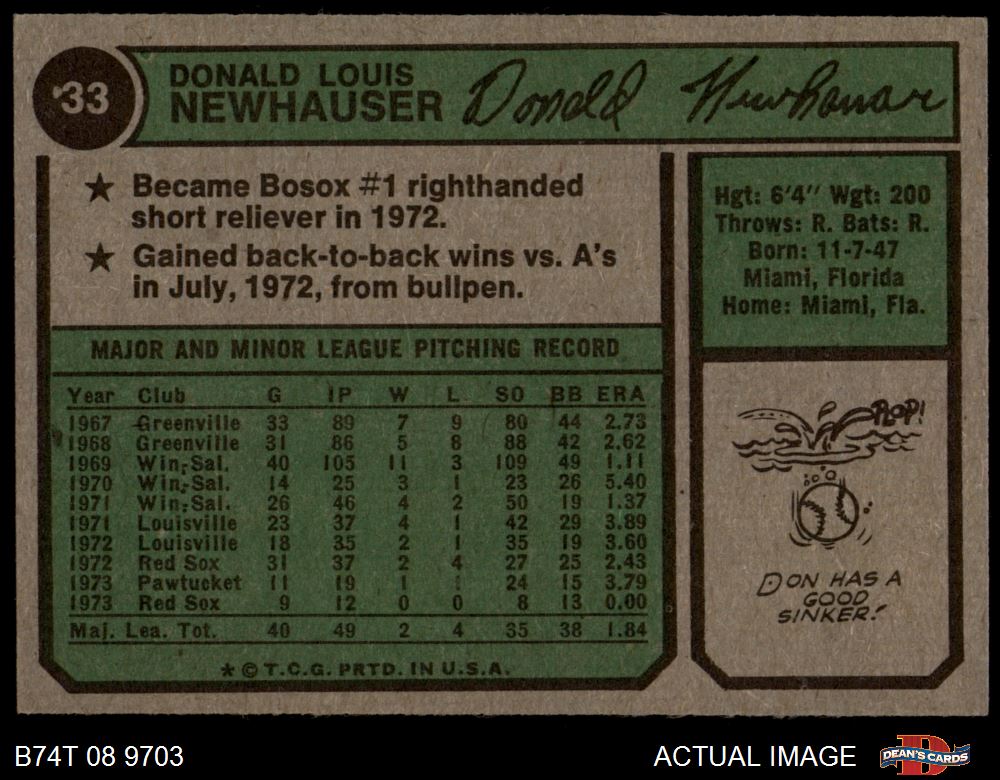 33
DONALD LOUIS
NEWHAUSER
Donald Newhauser
★ Became Bosox #1 righthanded
short reliever in 1972.
★ Gained back-to-back wins vs. A's
in July, 1972, from bullpen.
Hgt: 6'4" Wgt: 200
Throws: R. Bats: R.
Born: 11-7-47
Miami, Florida
Home: Miami, Fla.
MAJOR AND MINOR LEAGUE PITCHING RECORD
Year Club G IP W L SO BB ERA
1967 Greenville 33 89 7 9 80 44 2.73
1968 Greenville 31 86 5 8 88 42 2.62
1969 Win-Sal. 40 105 11 3 109 49 1.11
1970 Win-Sal. 14 25 3 1 23 26 5.40
1971 Win-Sal. 26 46 4 2 50 19 1.37
1971 Louisville 23 37 4 1 42 29 3.89
1972 Louisville 18 35 2 1 35 19 3.60
1972 Red Sox 31 37 2 4 27 25 2.43
1973 Pawtucket 11 19 1 1 24 15 3.79
1973 Red Sox 9 12 0 0 8 13 0.00
Maj. Lea. Tot. 40 49 2 4 35 38 1.84
* © T.C.G. PRTD. IN U.S.A.
PLOP!
DON HAS A
GOOD
SINKER!
B74T 08 9703
ACTUAL IMAGE
DEAN'S CARDS